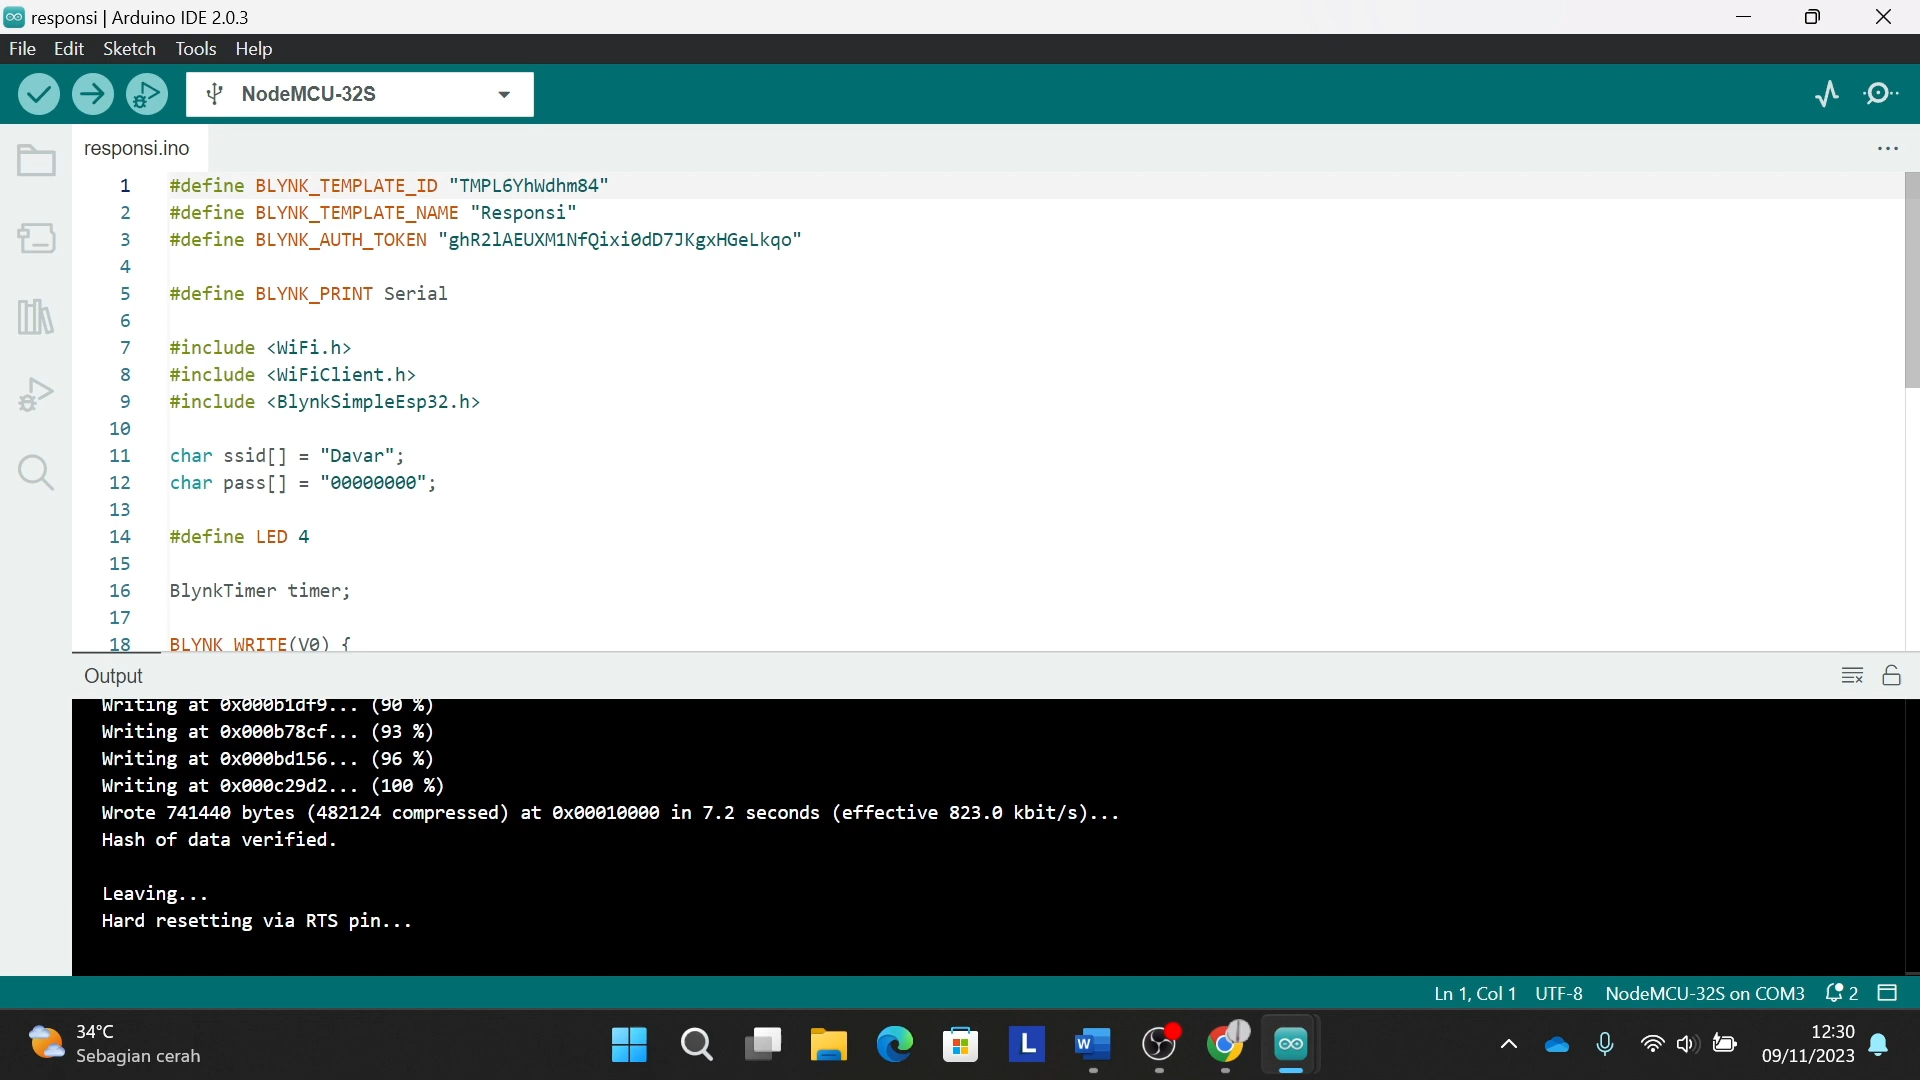 responsi | Arduino IDE 2.0.3
File Edit Sketch Tools Help
NodeMCU-32S
responsi.ino
1 #define BLYNK_TEMPLATE_ID "TMPL6YhWdhm84"
2 #define BLYNK_TEMPLATE_NAME "Responsi"
3 #define BLYNK_AUTH_TOKEN "ghR2lAEUXM1NfQixi0dD7JKgxHGeLkqo"
4
5 #define BLYNK_PRINT Serial
6
7 #include <WiFi.h>
8 #include <WiFiClient.h>
9 #include <BlynkSimpleEsp32.h>
10
11 char ssid[] = "Davar";
12 char pass[] = "00000000";
13
14 #define LED 4
15
16 BlynkTimer timer;
17
18 BLYNK_WRITE(V0) {
Output
Writing at 0x000b1df9... (90 %)
Writing at 0x000b78cf... (93 %)
Writing at 0x000bd156... (96 %)
Writing at 0x000c29d2... (100 %)
Wrote 741440 bytes (482124 compressed) at 0x00010000 in 7.2 seconds (effective 823.0 kbit/s)...
Hash of data verified.
Leaving...
Hard resetting via RTS pin...
Ln 1, Col 1 UTF-8 NodeMCU-32S on COM3 2
34°C
Sebagian cerah
L
W
12:30
09/11/2023